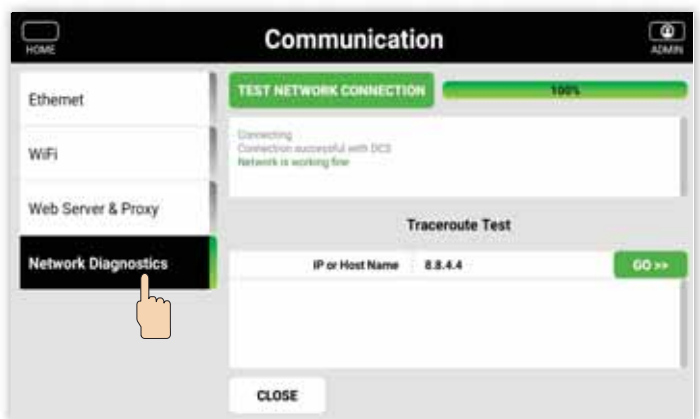 HOME
Communication
ADMIN
Ethernet
WiFi
Web Server & Proxy
Network Diagnostics
TEST NETWORK CONNECTION
100%
Connecting
Connection successful with DCS
Network is working fine
Traceroute Test
IP or Host Name
8.8.4.4
GO >>
CLOSE